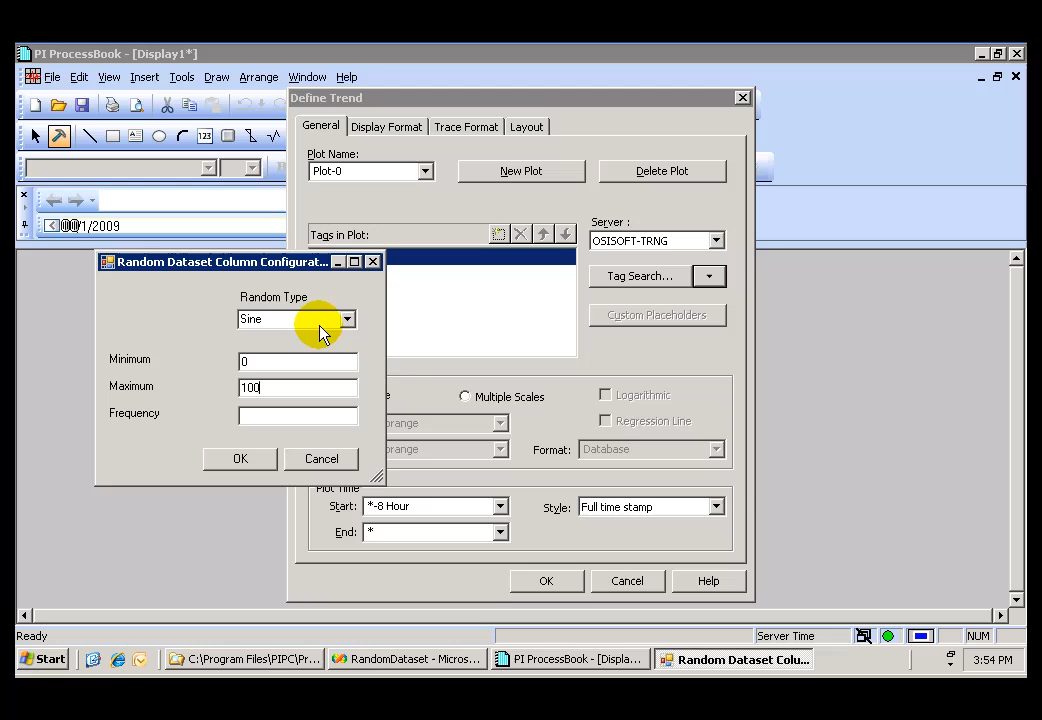 PI ProcessBook - [Display1*]
File Edit View Insert Tools Draw Arrange Window Help
Define Trend
General Display Format Trace Format Layout
123
Plot Name:
Plot-0 New Plot Delete Plot
Server :
/1/2009
Tags in Plot:
OSISOFT-TRNG
Random Dataset Column Configurat...
Tag Search...
Random Type
Sine
Custom Placeholders
Minimum 0
Maximum 100
Multiple Scales Logarithmic
Frequency
Regression Line
Format: Database
OK Cancel
Plot Time
Start: *-8 Hour Style: Full time stamp
End: *
OK Cancel Help
Ready Server Time NUM
Start C:\Program Files\PIPC\Pr... RandomDataset - Micros... PI ProcessBook - [Displa... Random Dataset Colu... 3:54 PM